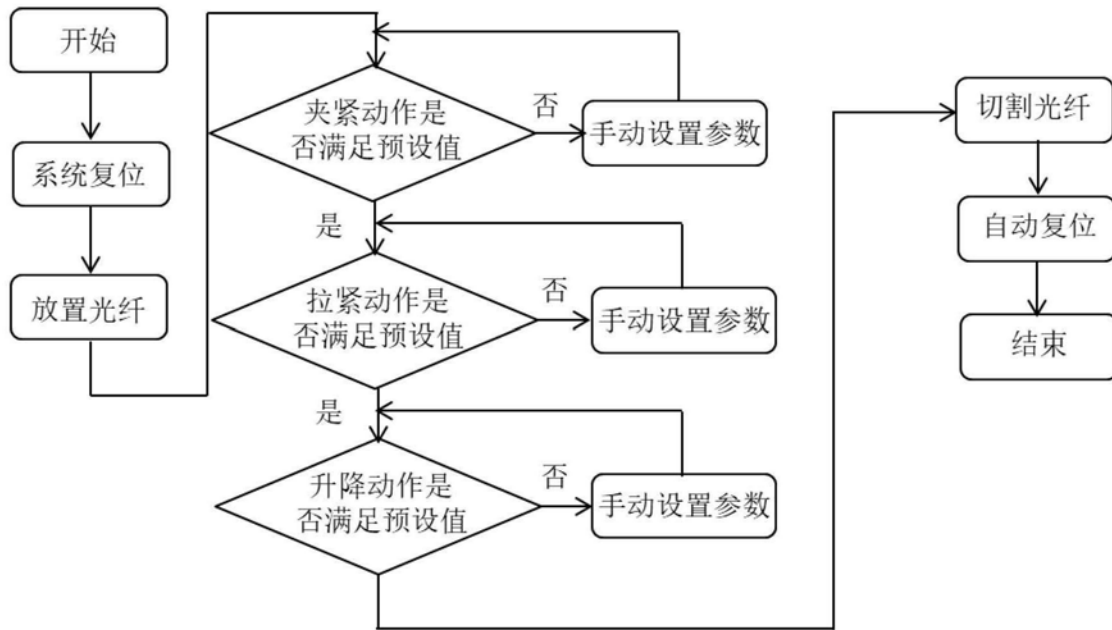 开始
系统复位
放置光纤
夹紧动作是
否满足预设值
否
手动设置参数
是
拉紧动作是
否满足预设值
否
手动设置参数
是
升降动作是
否满足预设值
否
手动设置参数
切割光纤
自动复位
结束